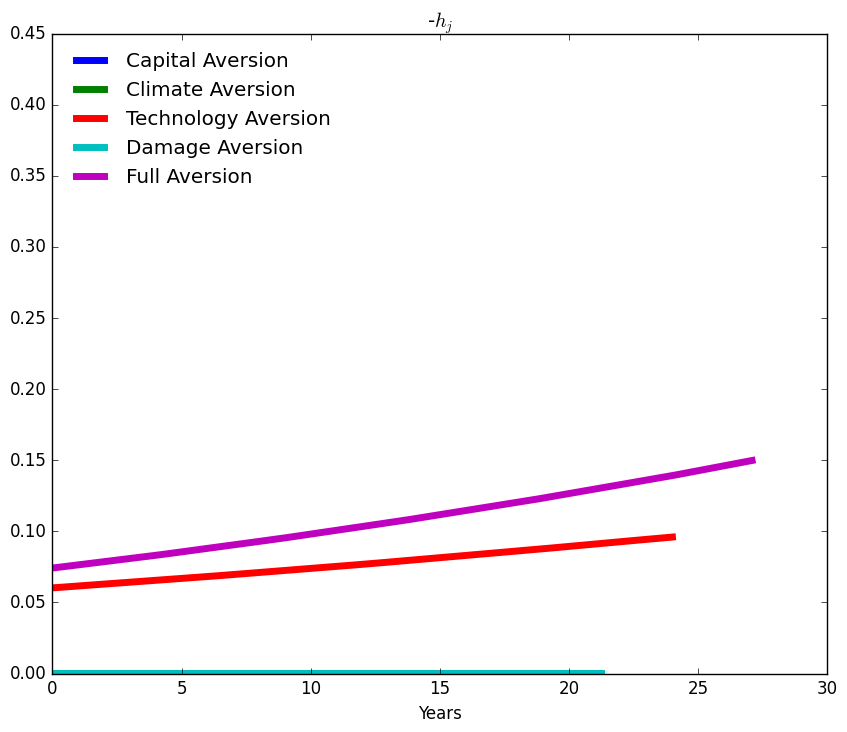 -h_j
0.45
0.40
0.35
0.30
0.25
0.20
0.15
0.10
0.05
0.00
Capital Aversion
Climate Aversion
Technology Aversion
Damage Aversion
Full Aversion
0 5 10 15 20 25 30
Years